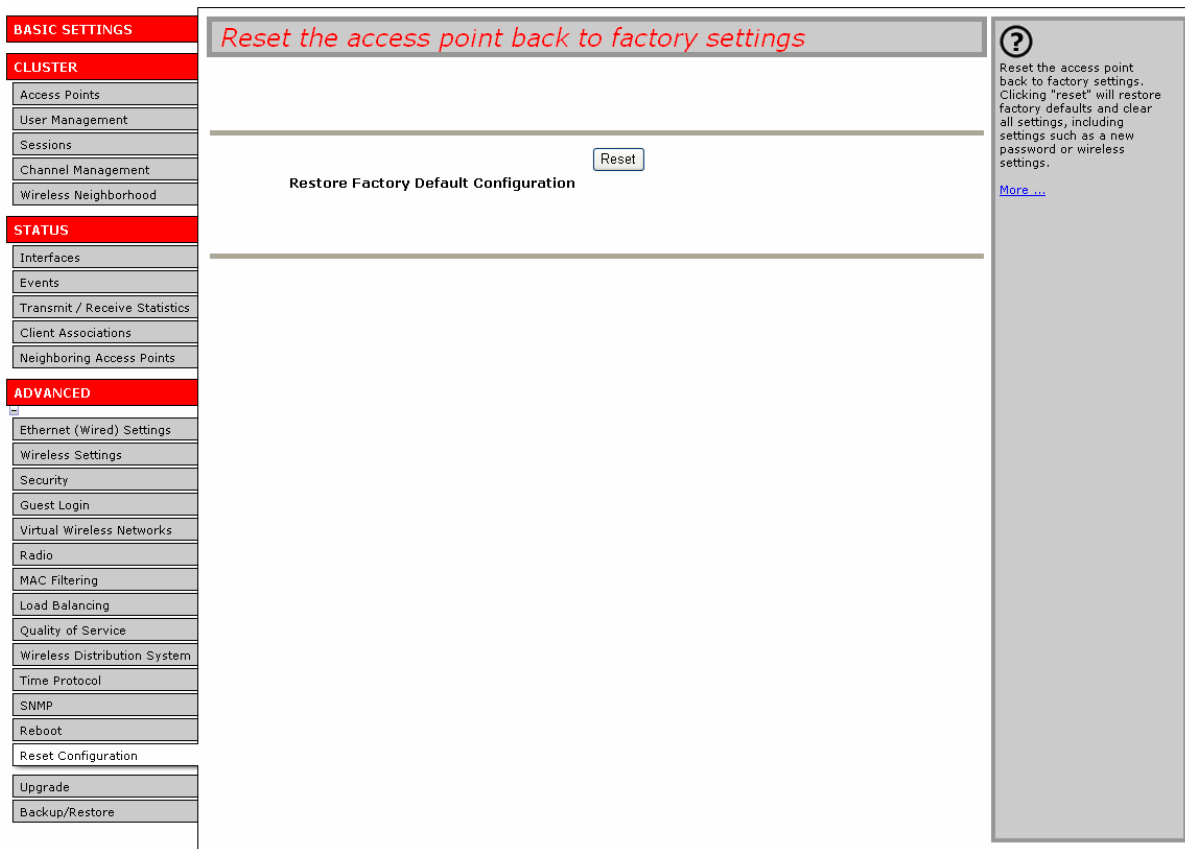 BASIC SETTINGS
CLUSTER
Access Points
User Management
Sessions
Channel Management
Wireless Neighborhood
STATUS
Interfaces
Events
Transmit / Receive Statistics
Client Associations
Neighboring Access Points
ADVANCED
Ethernet (Wired) Settings
Wireless Settings
Security
Guest Login
Virtual Wireless Networks
Radio
MAC Filtering
Load Balancing
Quality of Service
Wireless Distribution System
Time Protocol
SNMP
Reboot
Reset Configuration
Upgrade
Backup/Restore
Reset the access point back to factory settings
Reset
Restore Factory Default Configuration
?
Reset the access point
back to factory settings.
Clicking "reset" will restore
factory defaults and clear
all settings, including
settings such as a new
password or wireless
settings.
More ...